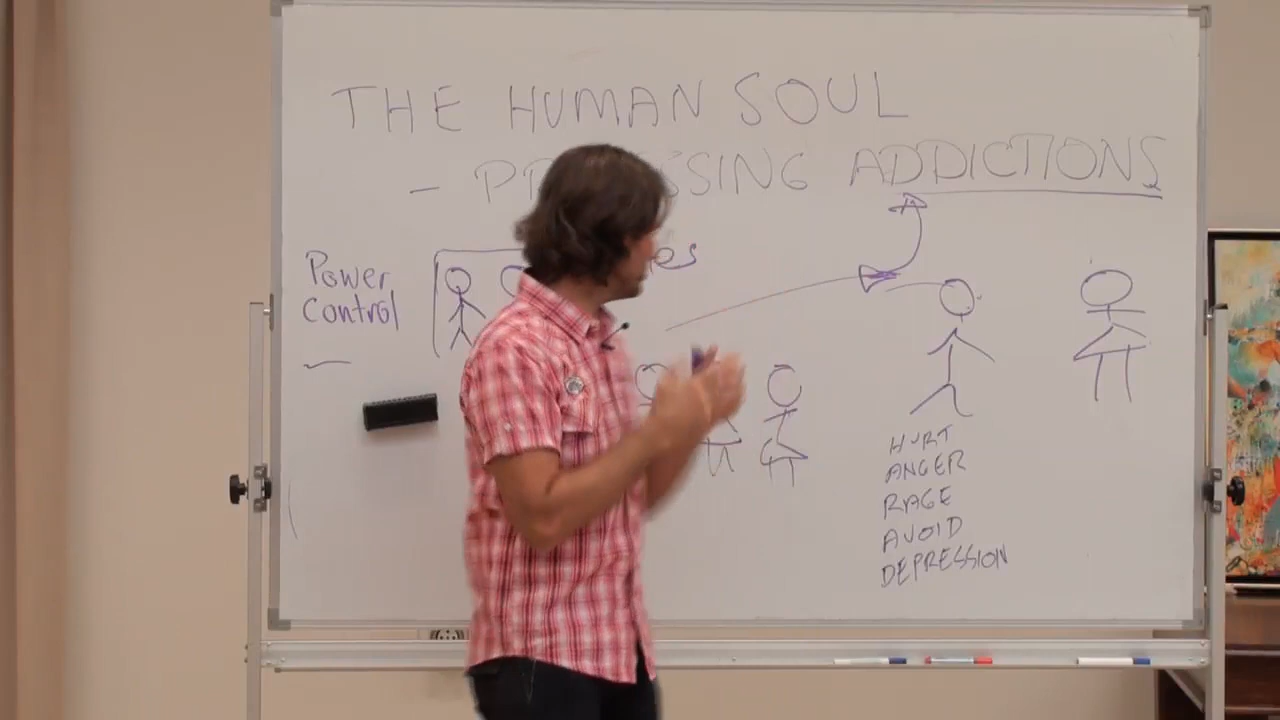 THE HUMAN SOUL
- ADDICTIONS
Power
Control
HURT
ANGER
RAGE
AVOID
DEPRESSION